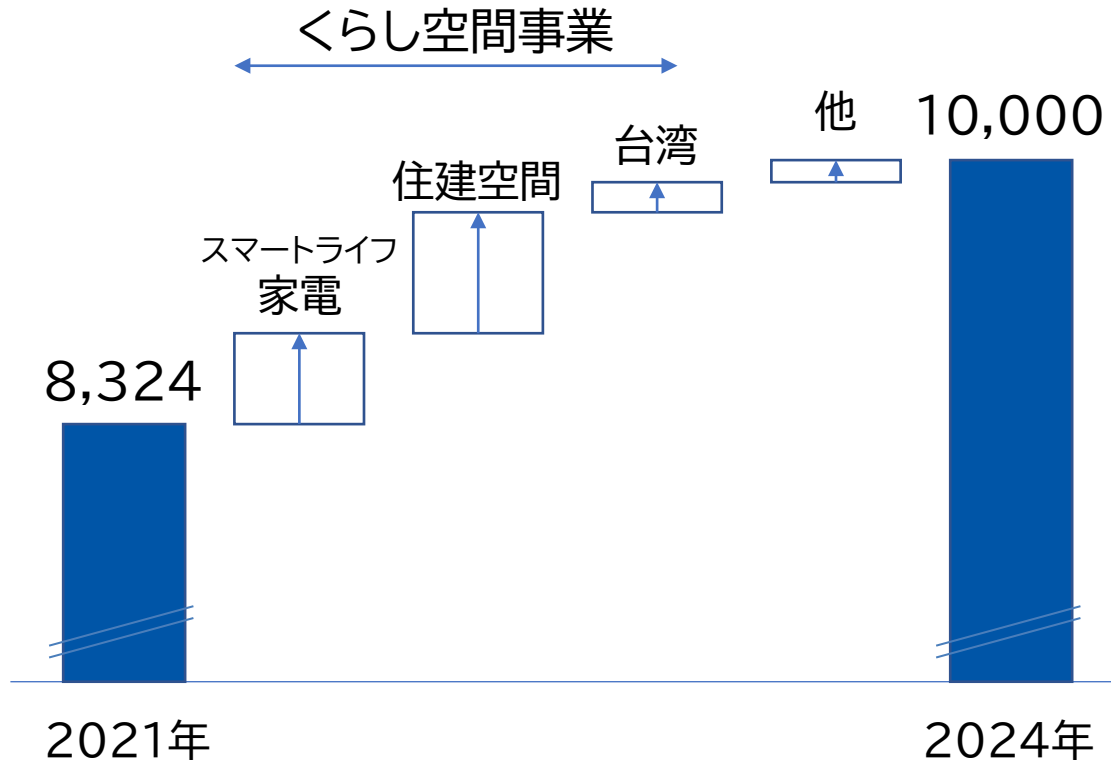 くらし空間事業
他
10,000
台湾
住建空間
スマートライフ
家電
8,324
2021年
2024年